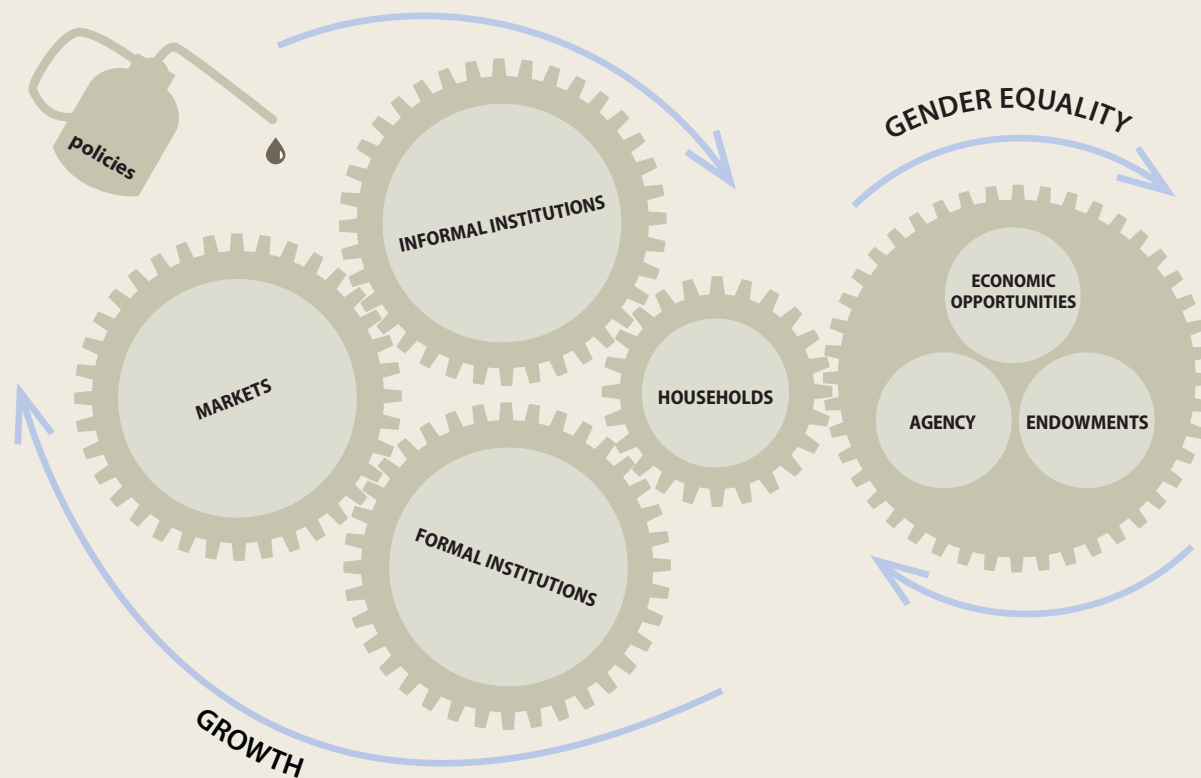 policies
GENDER EQUALITY
INFORMAL INSTITUTIONS
ECONOMIC
OPPORTUNITIES
MARKETS
HOUSEHOLDS
AGENCY
ENDOWMENTS
FORMAL INSTITUTIONS
GROWTH